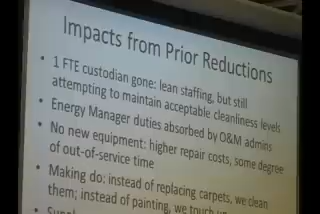 Impacts from Prior Reductions
• 1 FTE custodian gone: lean staffing, but still
attempting to maintain acceptable cleanliness levels
• Energy Manager duties absorbed by O&M admins
• No new equipment: higher repair costs, some degree
of out-of-service time
• Making do: instead of replacing carpets, we clean
them; instead of painting, we touch